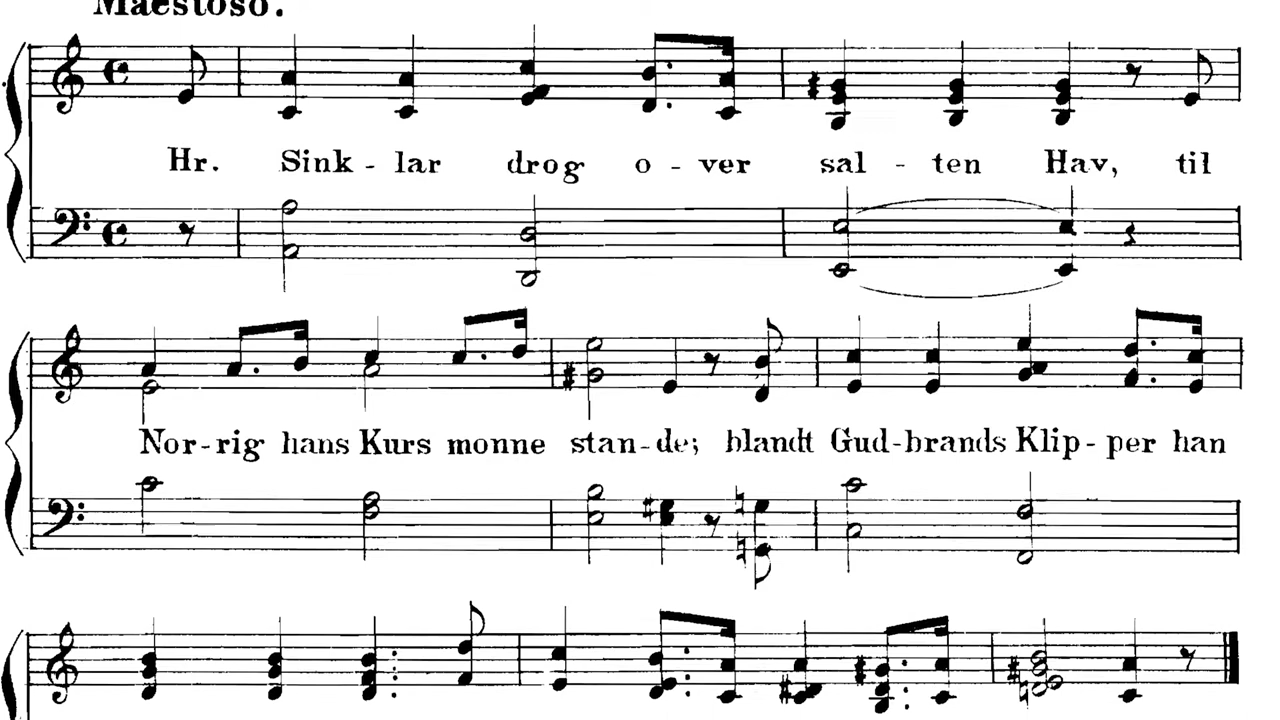 Maestoso.
Hr. Sink - lar drog o - ver sal - ten Hav, til
Nor - rig hans Kurs monne stan - de; blandt Gud - brands Klip - per han